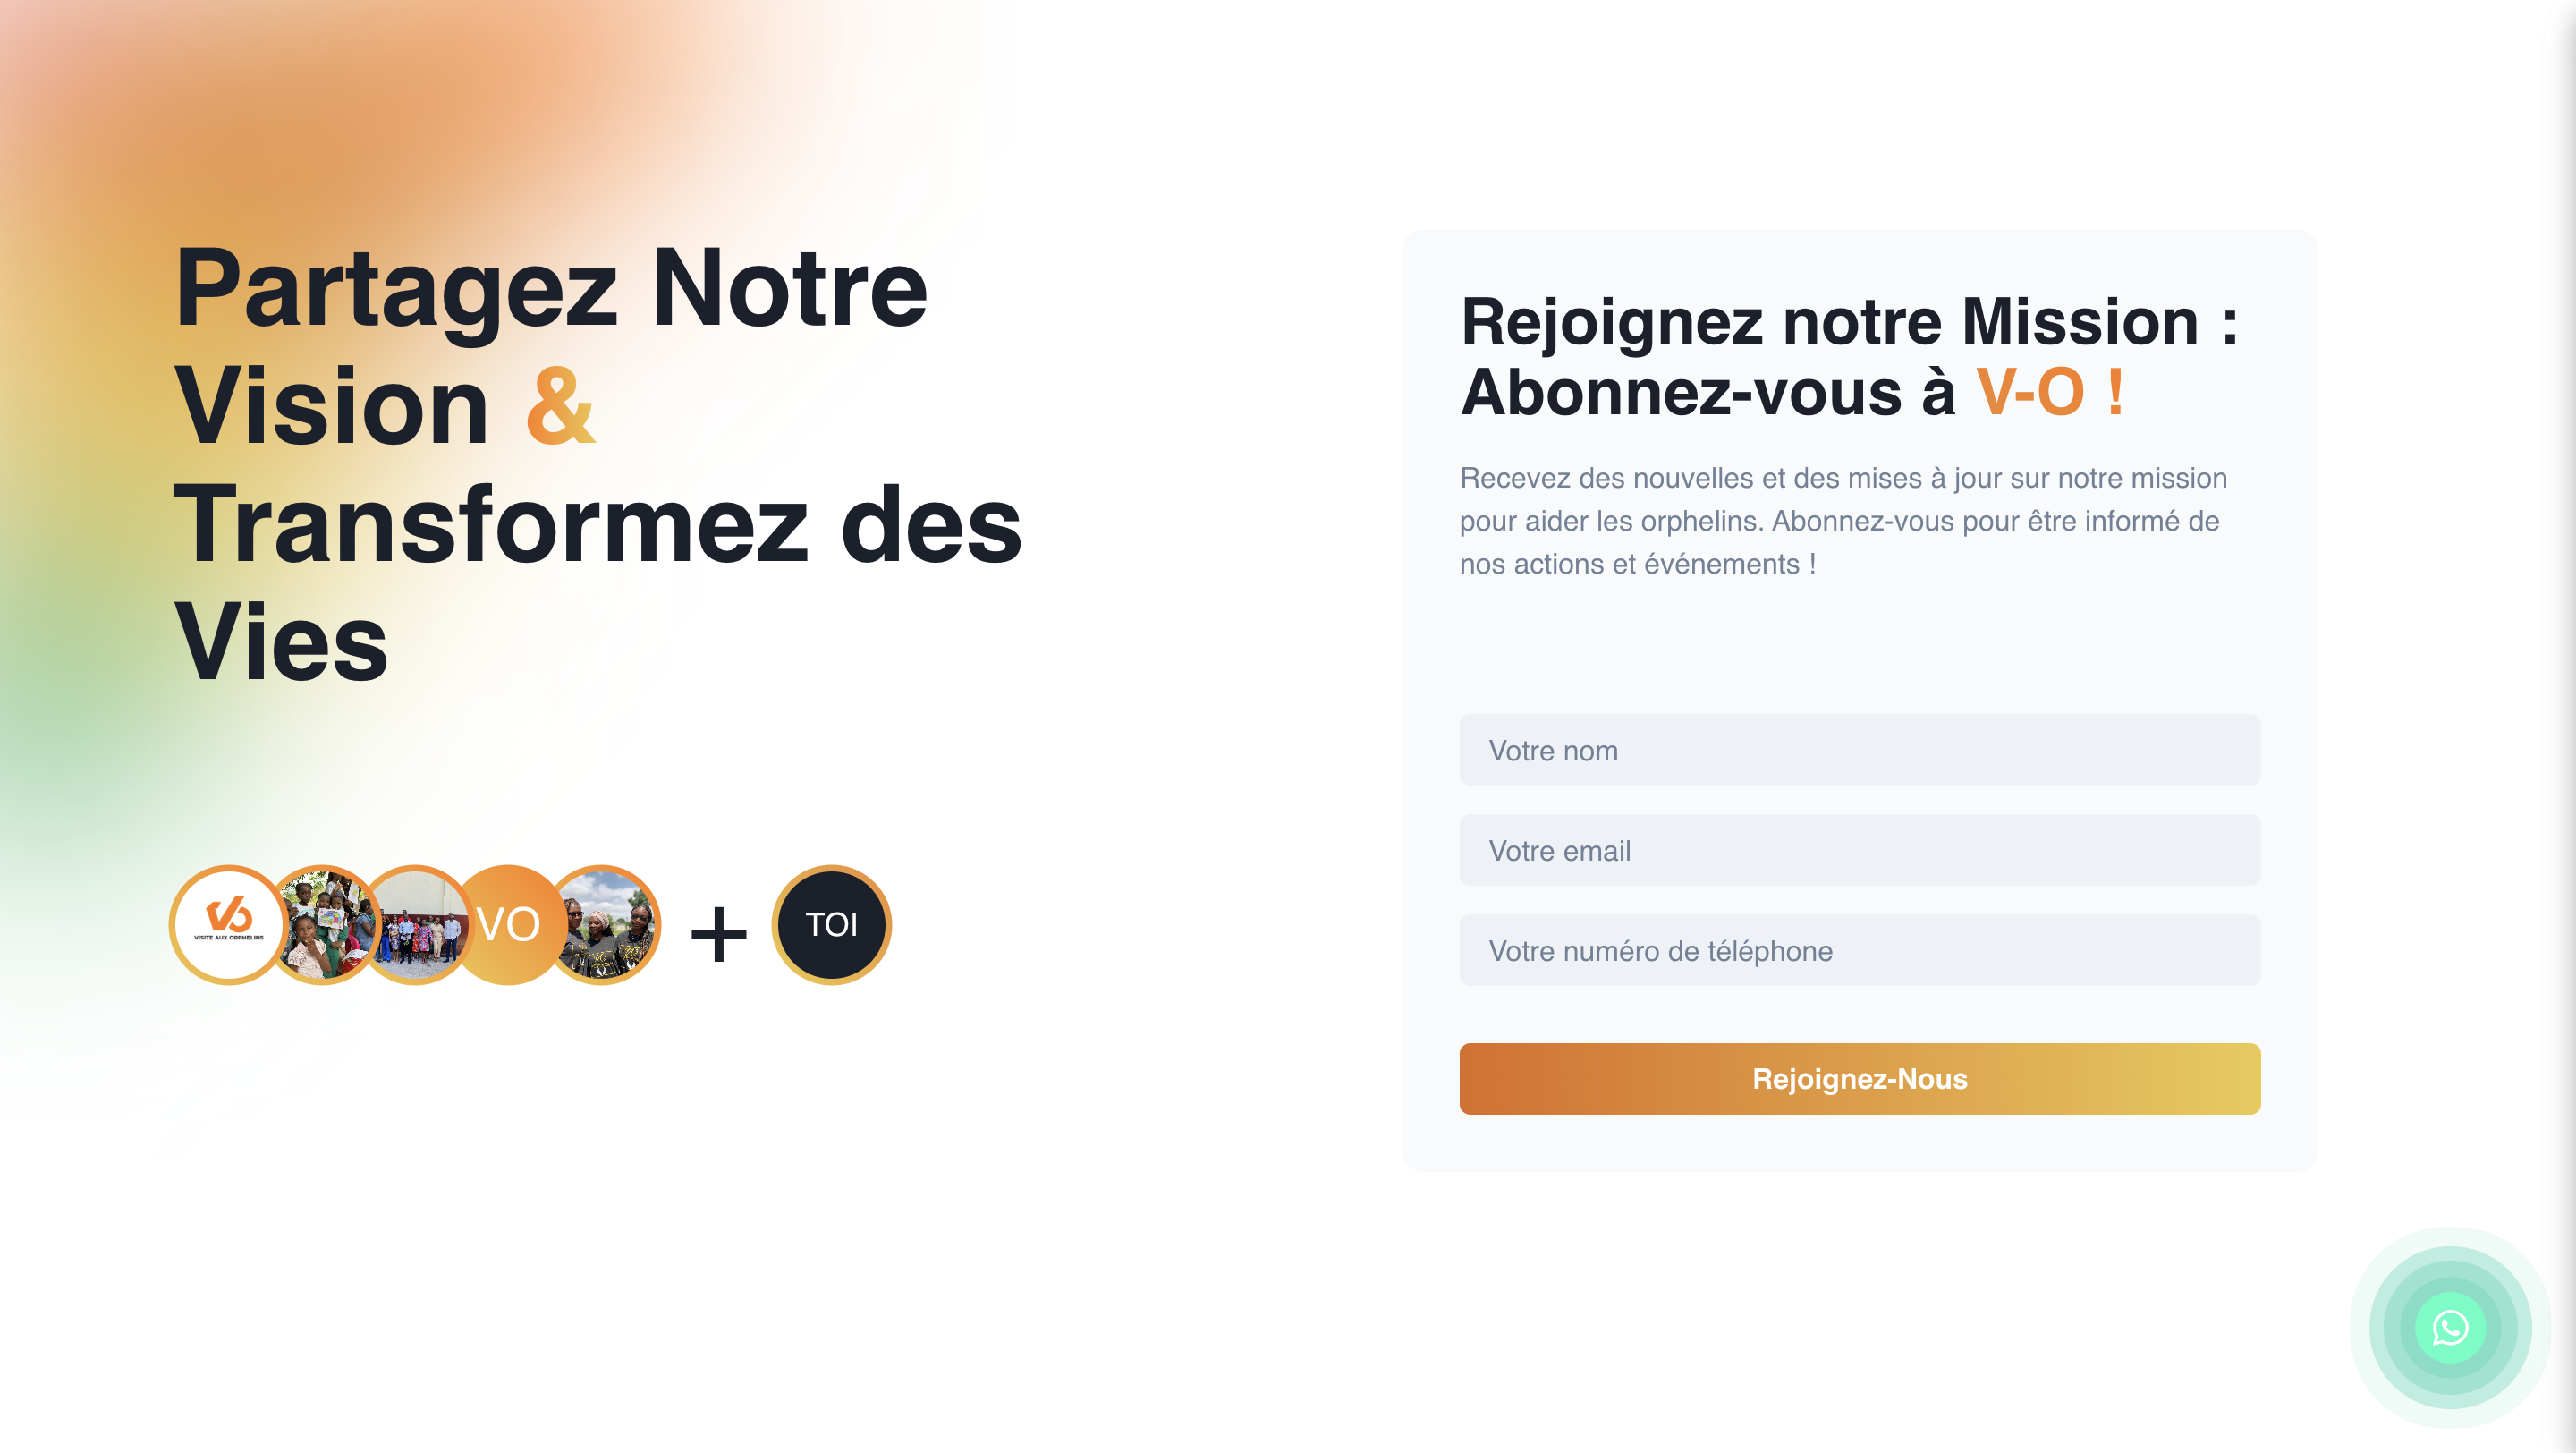 Partagez Notre
Vision &
Transformez des
Vies
VISITE AUX ORPHELINS
VO
+
TOI
Rejoignez notre Mission :
Abonnez-vous à V-O !
Recevez des nouvelles et des mises à jour sur notre mission
pour aider les orphelins. Abonnez-vous pour être informé de
nos actions et événements !
Votre nom
Votre email
Votre numéro de téléphone
Rejoignez-Nous